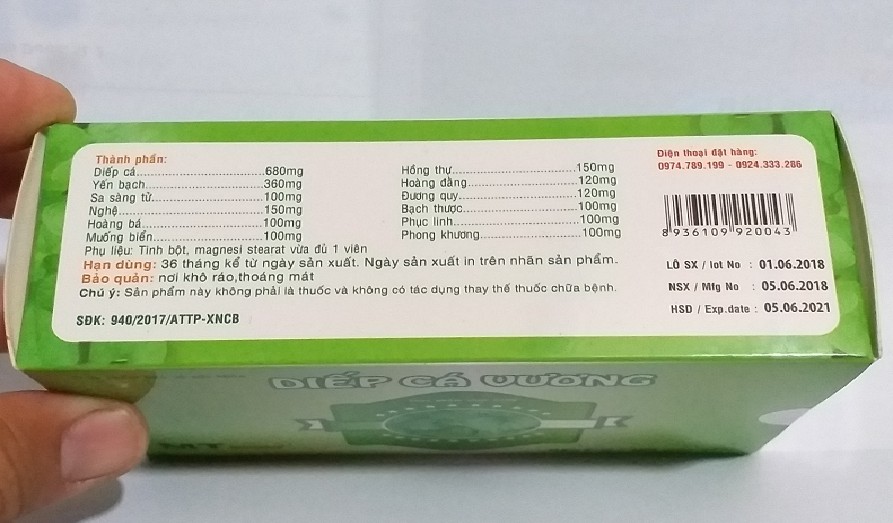 Thành phần:
Diếp cá..........................680mg
Yến bạch........................360mg
Sa sàng tử......................100mg
Nghệ..............................150mg
Hoàng bá.......................100mg
Muống biển....................100mg
Hồng thự........................150mg
Hoàng đằng....................120mg
Đương quy.....................120mg
Bạch thược....................100mg
Phục linh........................100mg
Phong khương...............100mg
Phụ liệu: Tinh bột, magnesi stearat vừa đủ 1 viên
Hạn dùng: 36 tháng kể từ ngày sản xuất. Ngày sản xuất in trên nhãn sản phẩm.
Bảo quản: nơi khô ráo,thoáng mát
Chú ý: Sản phẩm này không phải là thuốc và không có tác dụng thay thế thuốc chữa bệnh.
SĐK: 940/2017/ATTP-XNCB
Điện thoại đặt hàng:
0974.789.199 - 0924.333.286
8 936109 920043
LÔ SX / lot No : 01.06.2018
NSX / Mfg No : 05.06.2018
HSD / Exp.date : 05.06.2021
DIẾP CÁ VƯƠNG
MT